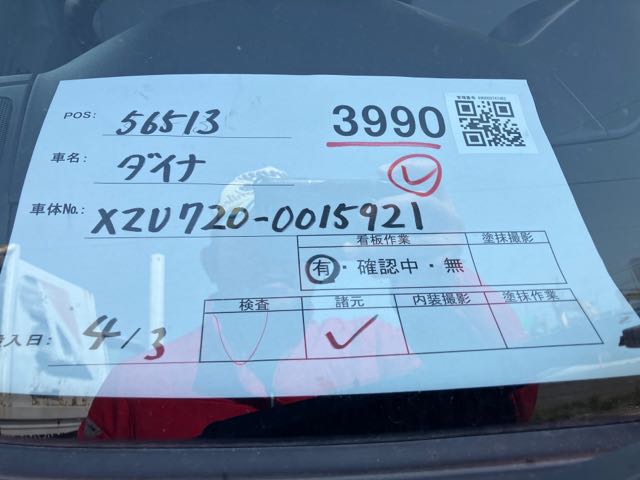 POS: 56513 3990
車名: ダイナ
車体No.: XZU720-0015921
看板作業 塗抹撮影
有・確認中・無
検査 諸元 内装撮影 塗抹作業
入日: 4/3